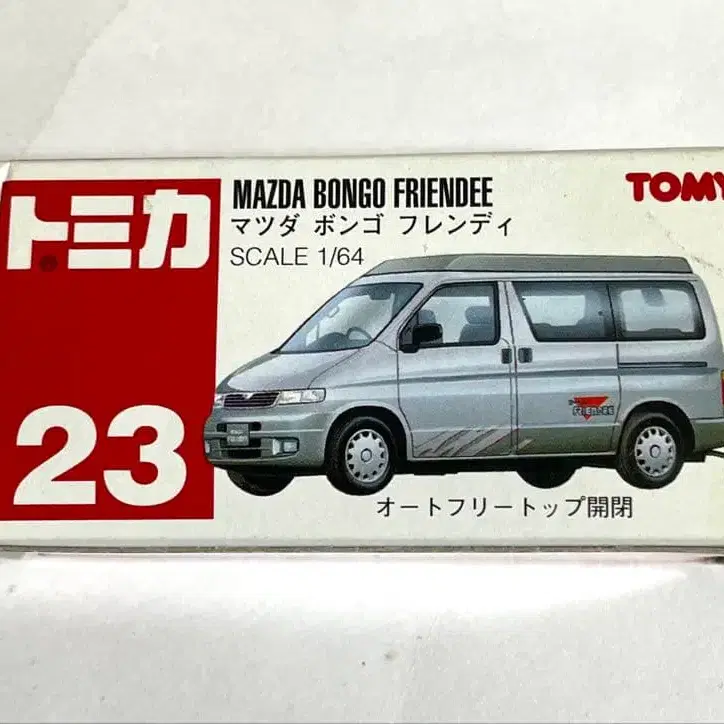 トミカ
23
MAZDA BONGO FRIENDEE
マツダ ボンゴ フレンディ
SCALE 1/64
TOMY
FRIENDEE
オートフリートップ開閉